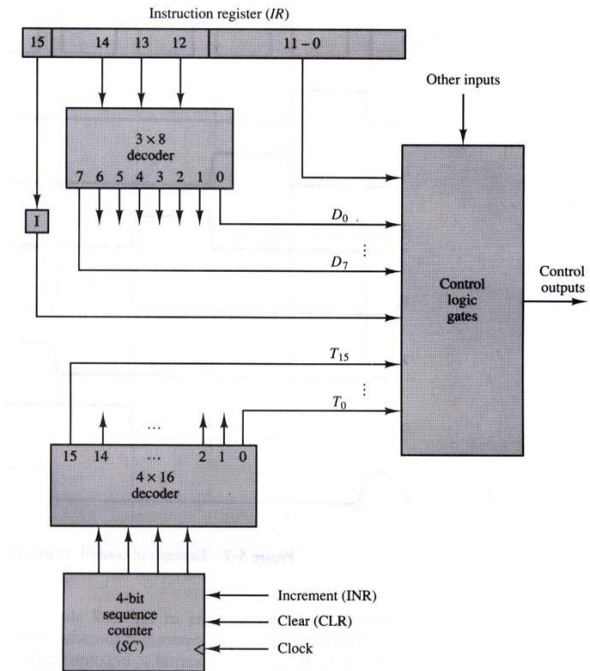 Instruction register (IR)
15 14 13 12 11 – 0
Other inputs
3 × 8
decoder
7 6 5 4 3 2 1 0
I
D0
⋮
D7
Control
logic
gates
Control
outputs
T15
⋮
T0
...
15 14 ... 2 1 0
4 × 16
decoder
4-bit
sequence
counter
(SC)
Increment (INR)
Clear (CLR)
Clock